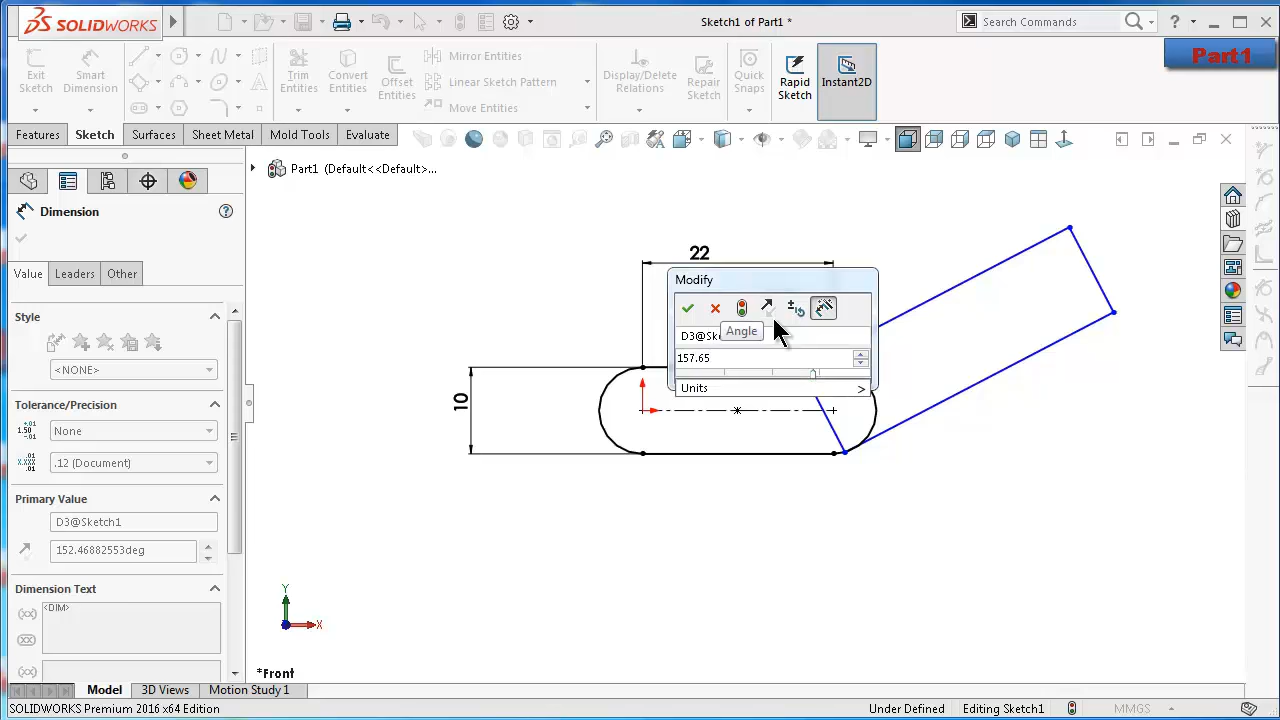 SOLIDWORKS
Sketch1 of Part1 *
Search Commands
?
Part1
Exit Sketch
Smart Dimension
Trim Entities
Convert Entities
Offset Entities
Mirror Entities
Linear Sketch Pattern
Move Entities
Display/Delete Relations
Repair Sketch
Quick Snaps
Rapid Sketch
Instant2D
Features
Sketch
Surfaces
Sheet Metal
Mold Tools
Evaluate
Part1 (Default<<Default>...
Dimension
?
Value
Leaders
Other
Style
<NONE>
Tolerance/Precision
None
.12 (Document)
Primary Value
D3@Sketch1
152.46882553deg
Dimension Text
<DIM>
22
10
Modify
D3@Ske
Angle
157.65
Units >
Y
X
*Front
Model
3D Views
Motion Study 1
SOLIDWORKS Premium 2016 x64 Edition
Under Defined
Editing Sketch1
MMGS